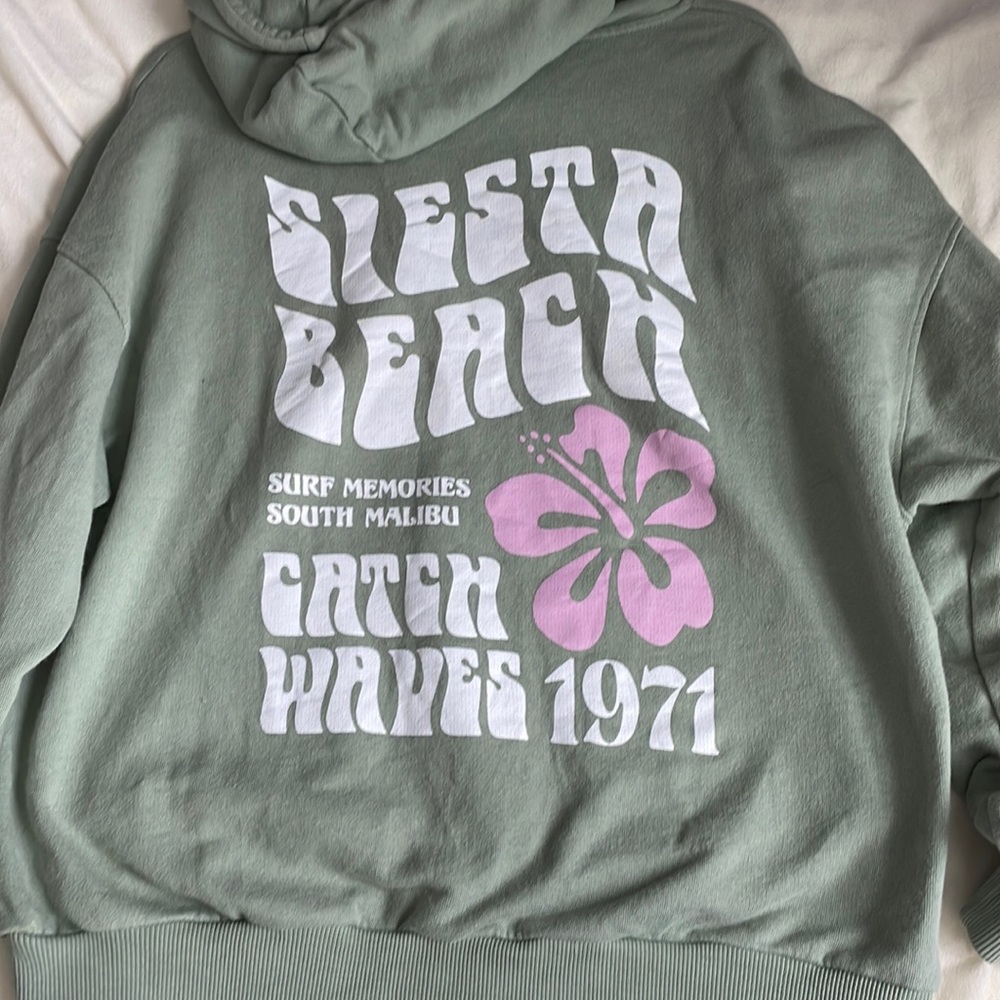 SIESTA
BEACH
SURF MEMORIES
SOUTH MALIBU
CATCH
WAVES 1971